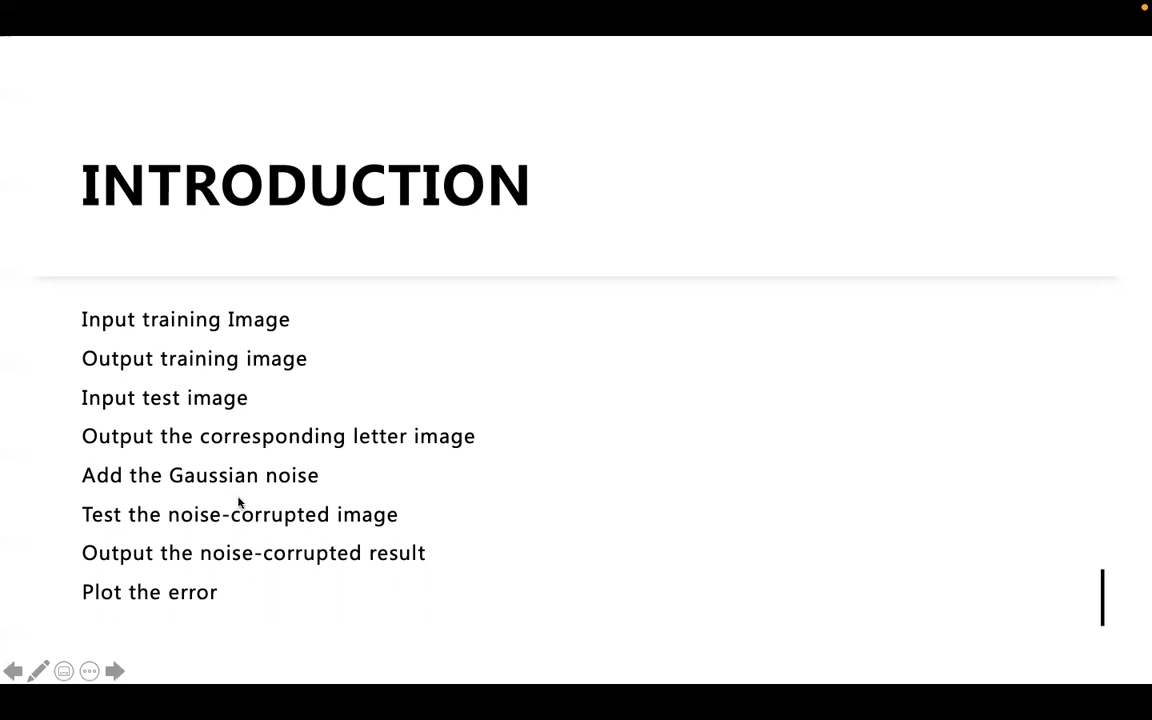 INTRODUCTION
Input training Image
Output training image
Input test image
Output the corresponding letter image
Add the Gaussian noise
Test the noise-corrupted image
Output the noise-corrupted result
Plot the error